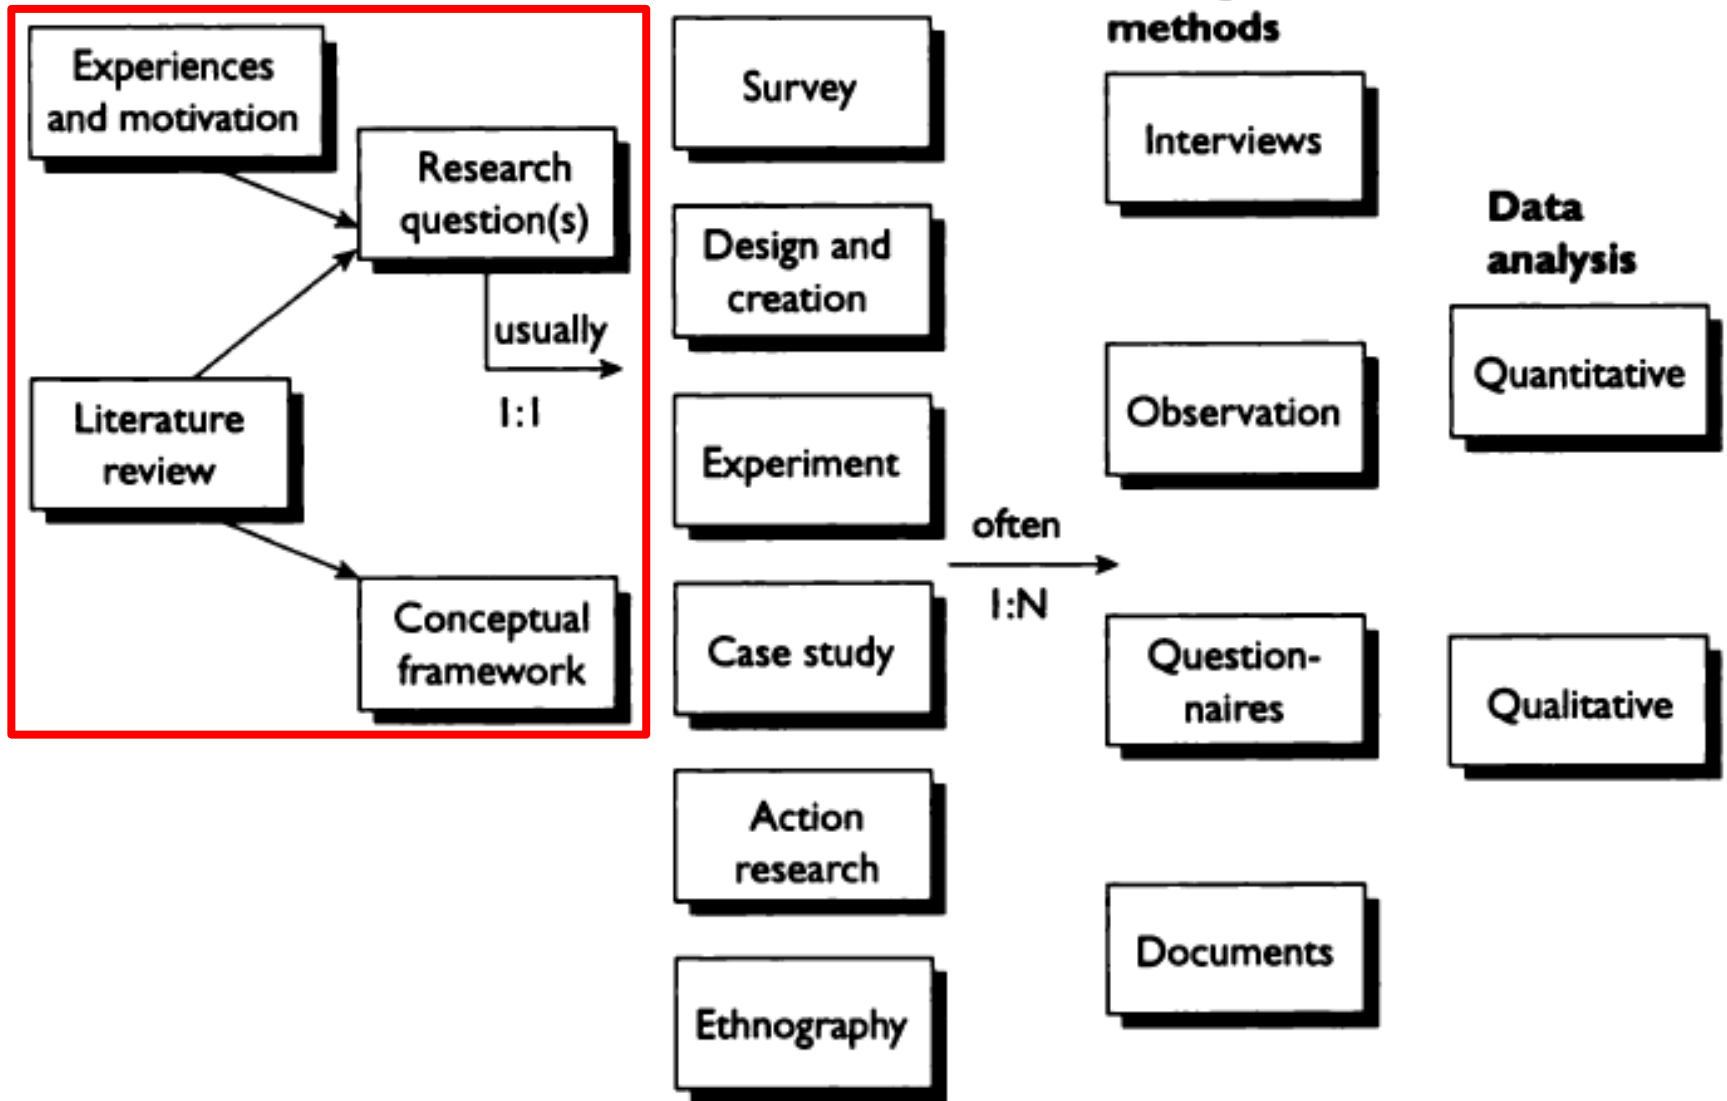 Experiences
and motivation
Research
question(s)
usually
1:1
Literature
review
Conceptual
framework
Survey
Design and
creation
Experiment
Case study
Action
research
Ethnography
often
1:N
methods
Interviews
Observation
Question-
naires
Documents
Data
analysis
Quantitative
Qualitative